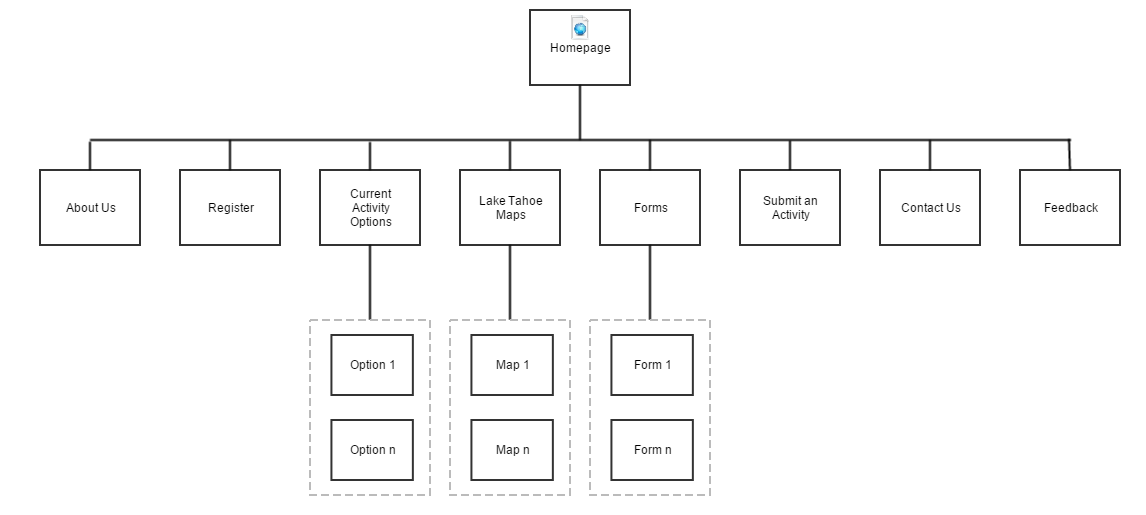 Homepage
About Us
Register
Current
Activity
Options
Lake Tahoe
Maps
Forms
Submit an
Activity
Contact Us
Feedback
Option 1
Map 1
Form 1
Option n
Map n
Form n